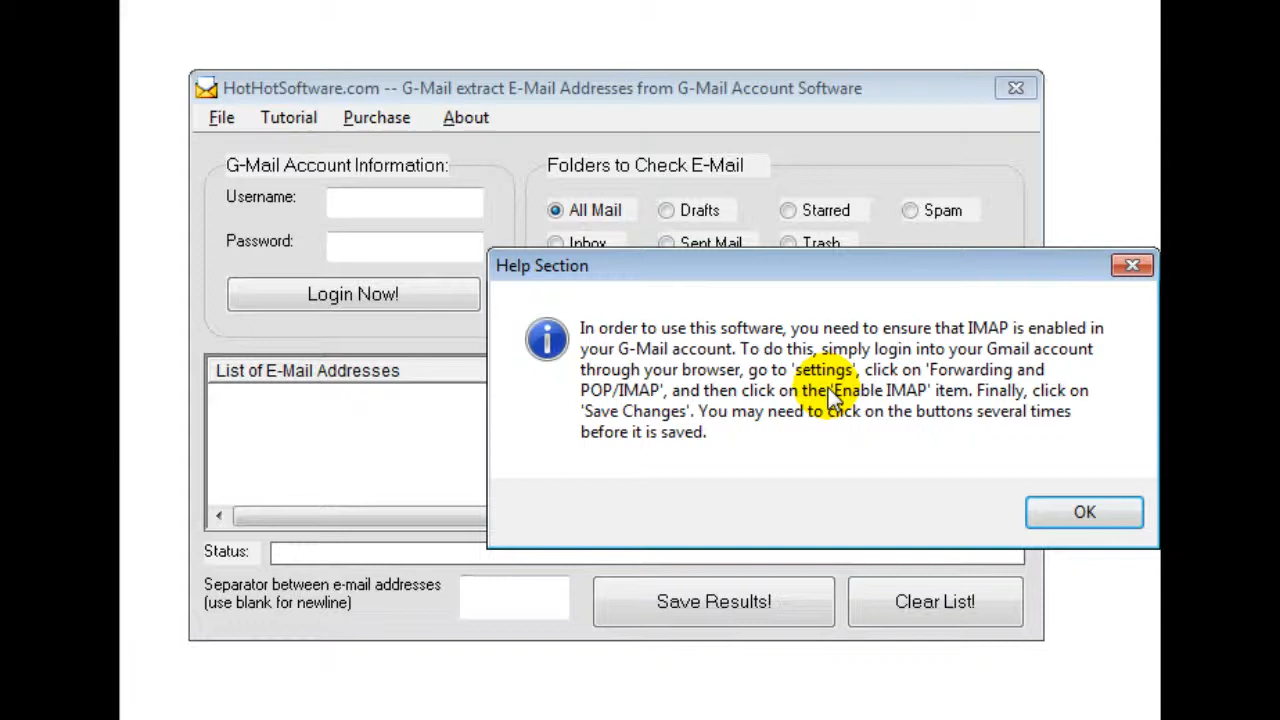 HotHotSoftware.com -- G-Mail extract E-Mail Addresses from G-Mail Account Software
File Tutorial Purchase About
G-Mail Account Information:
Username:
Password:
Login Now!
Folders to Check E-Mail
All Mail Drafts Starred Spam
Inbox Sent Mail Trash
Help Section
In order to use this software, you need to ensure that IMAP is enabled in
your G-Mail account. To do this, simply login into your Gmail account
through your browser, go to 'settings', click on 'Forwarding and
POP/IMAP', and then click on the 'Enable IMAP' item. Finally, click on
'Save Changes'. You may need to click on the buttons several times
before it is saved.
OK
List of E-Mail Addresses
Status:
Separator between e-mail addresses
(use blank for newline)
Save Results!
Clear List!